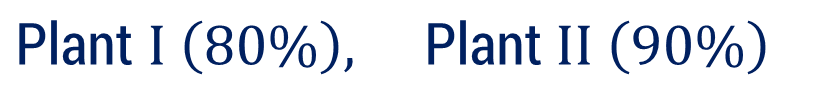 Plant I (80%), Plant II (90%)